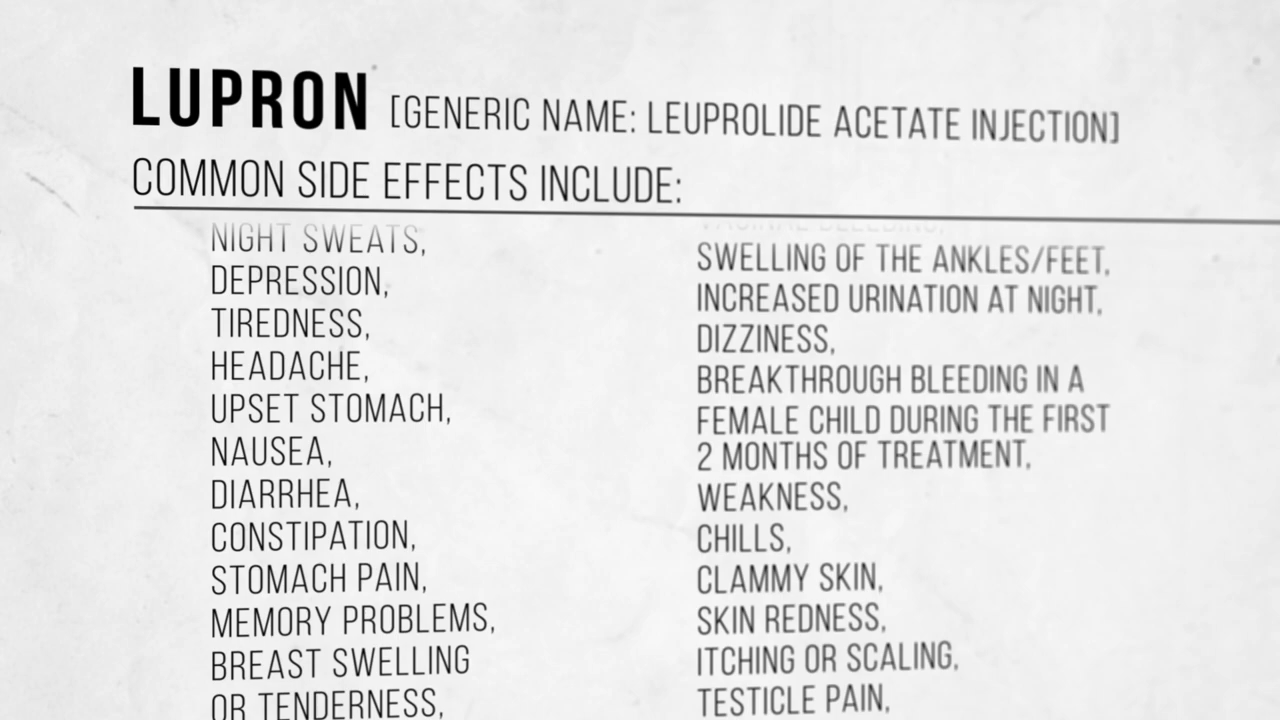 LUPRON [GENERIC NAME: LEUPROLIDE ACETATE INJECTION]
COMMON SIDE EFFECTS INCLUDE:
NIGHT SWEATS,
DEPRESSION,
TIREDNESS,
HEADACHE,
UPSET STOMACH,
NAUSEA,
DIARRHEA,
CONSTIPATION,
STOMACH PAIN,
MEMORY PROBLEMS,
BREAST SWELLING
OR TENDERNESS,
SWELLING OF THE ANKLES/FEET,
INCREASED URINATION AT NIGHT,
DIZZINESS,
BREAKTHROUGH BLEEDING IN A
FEMALE CHILD DURING THE FIRST
2 MONTHS OF TREATMENT,
WEAKNESS,
CHILLS,
CLAMMY SKIN,
SKIN REDNESS,
ITCHING OR SCALING,
TESTICLE PAIN,